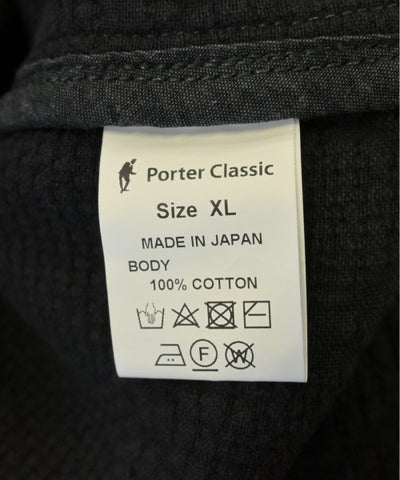 Porter Classic
Size XL
MADE IN JAPAN
BODY
100% COTTON
F
W